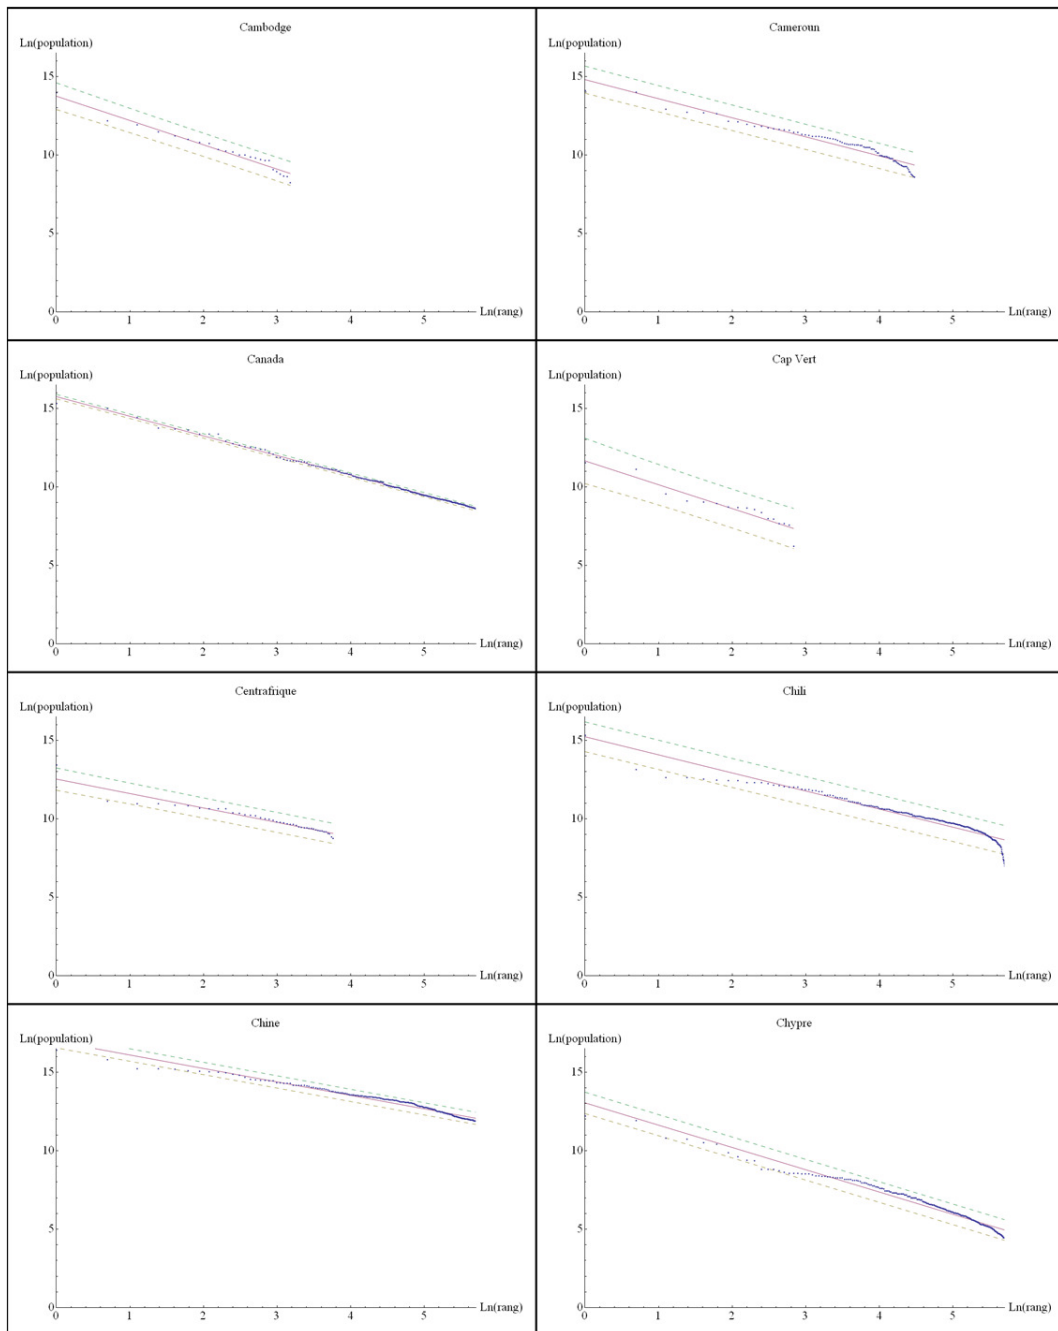 Cambodge
Ln(population)
15
10
5
0
0 1 2 3 4 5 Ln(rang)
Cameroun
Ln(population)
15
10
5
0
0 1 2 3 4 5 Ln(rang)
Canada
Ln(population)
15
10
5
0
0 1 2 3 4 5 Ln(rang)
Cap Vert
Ln(population)
15
10
5
0
0 1 2 3 4 5 Ln(rang)
Centrafrique
Ln(population)
15
10
5
0
0 1 2 3 4 5 Ln(rang)
Chili
Ln(population)
15
10
5
0
0 1 2 3 4 5 Ln(rang)
Chine
Ln(population)
15
10
5
0
0 1 2 3 4 5 Ln(rang)
Chypre
Ln(population)
15
10
5
0
0 1 2 3 4 5 Ln(rang)